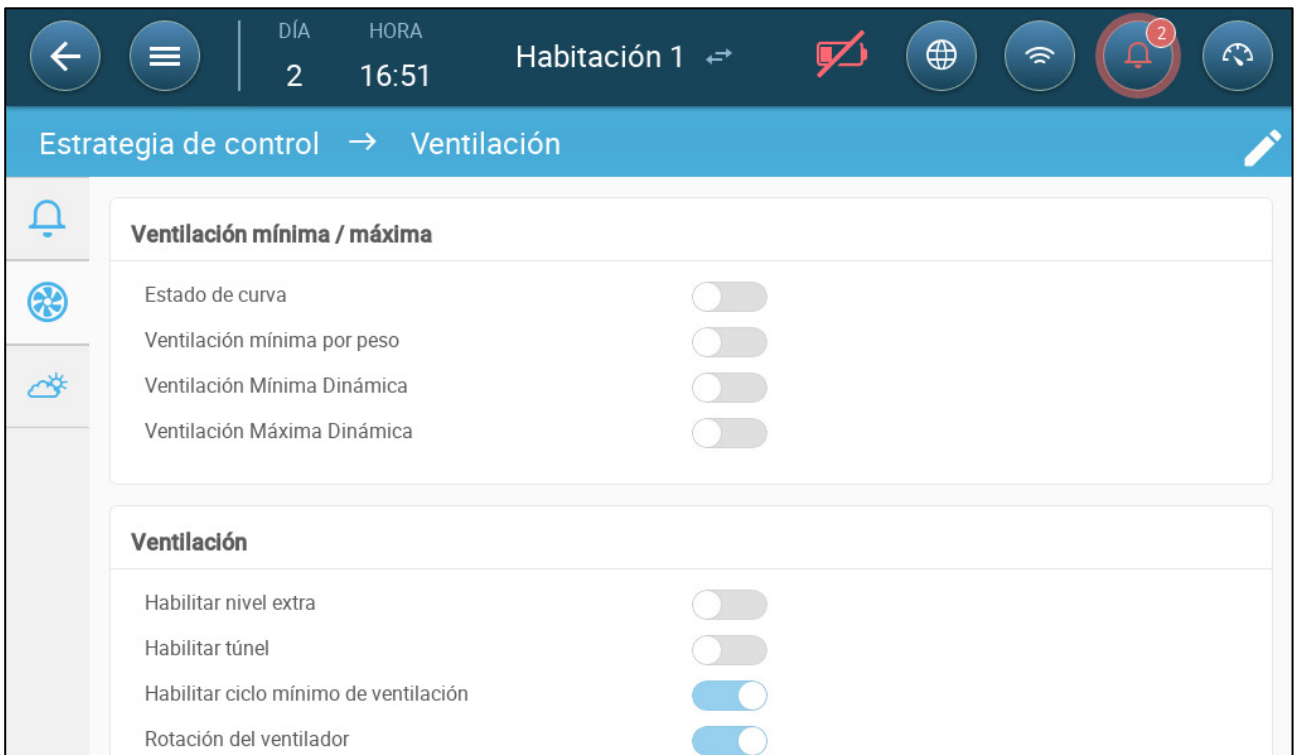 DÍA HORA
2 16:51 Habitación 1 2
Estrategia de control → Ventilación
Ventilación mínima / máxima
Estado de curva
Ventilación mínima por peso
Ventilación Mínima Dinámica
Ventilación Máxima Dinámica
Ventilación
Habilitar nivel extra
Habilitar túnel
Habilitar ciclo mínimo de ventilación
Rotación del ventilador